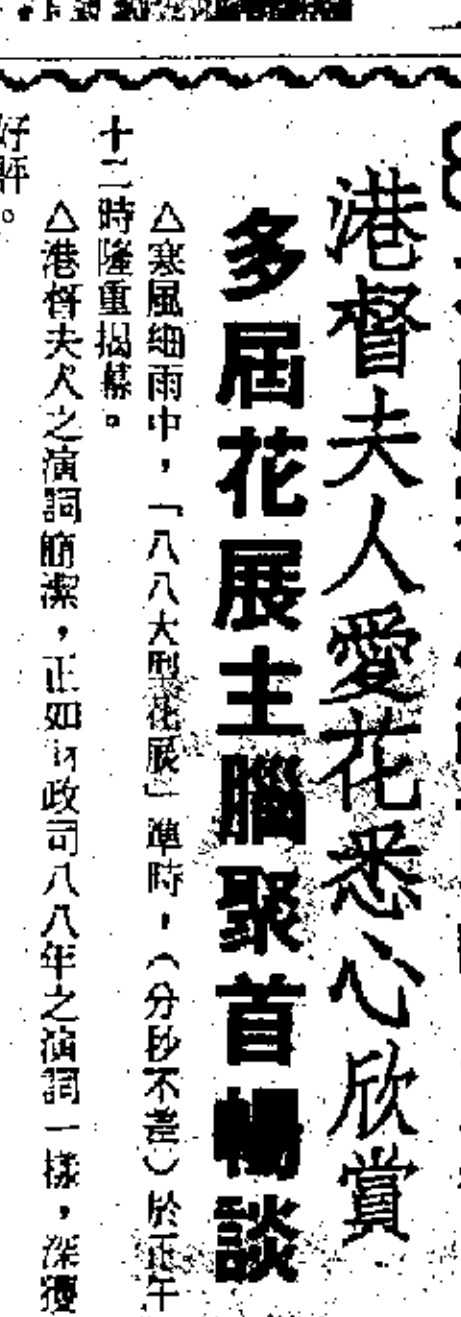 港督夫人愛花悉心欣賞
多屆花展主腦聚首暢談
△寒風細雨中，「八八大型花展」準時，（分秒不差）於正午
十二時隆重揭幕。
△港督夫人之演詞簡潔，正如財政司八八年之演詞一樣，深獲
好評。